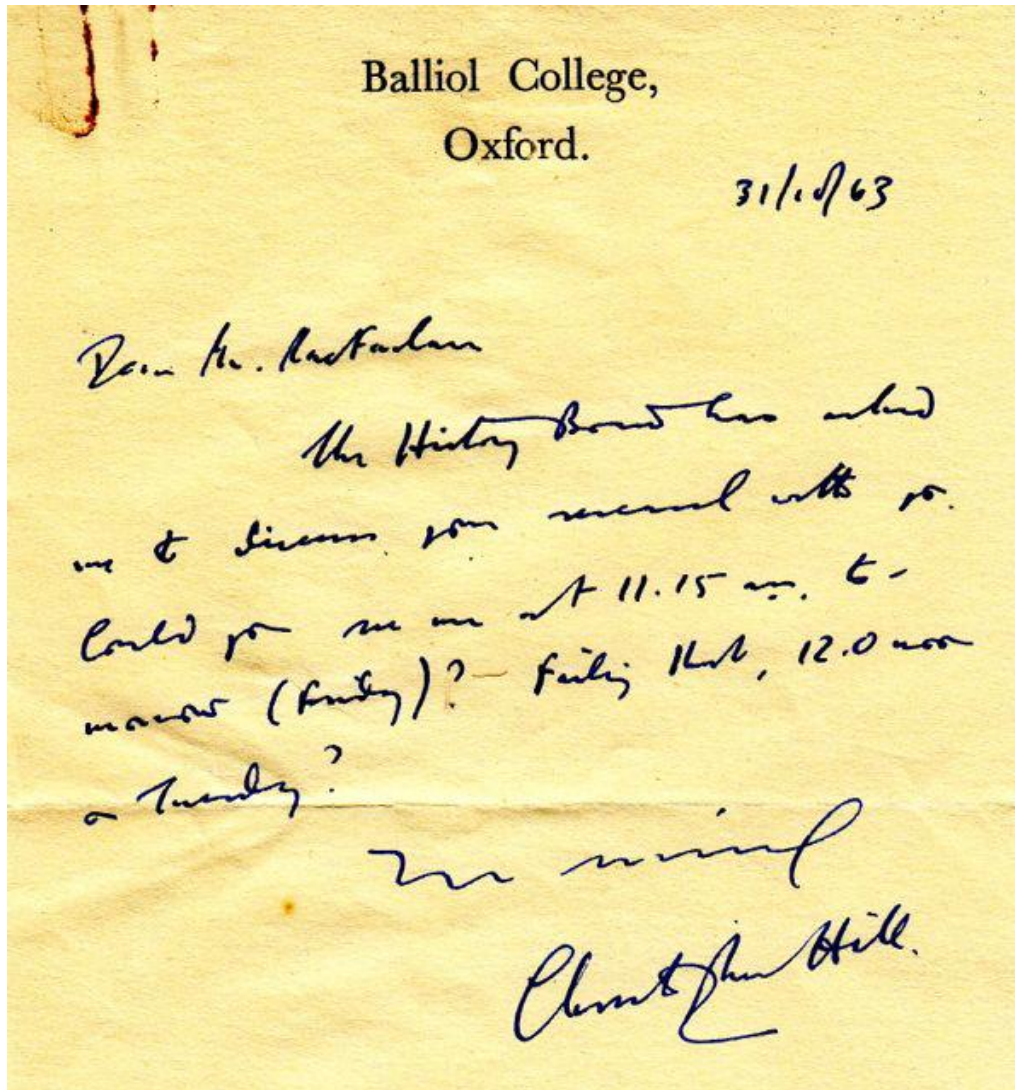 Balliol College,
Oxford.
31/10/63
Dear Mr. Macfarlane
The History Board has asked
me to discuss your removal with you.
Could you see me at 11.15 am. to-
morrow (Friday)? Failing that, 12.0 noon
on Tuesday?
Yours sincerely
Christopher Hill.